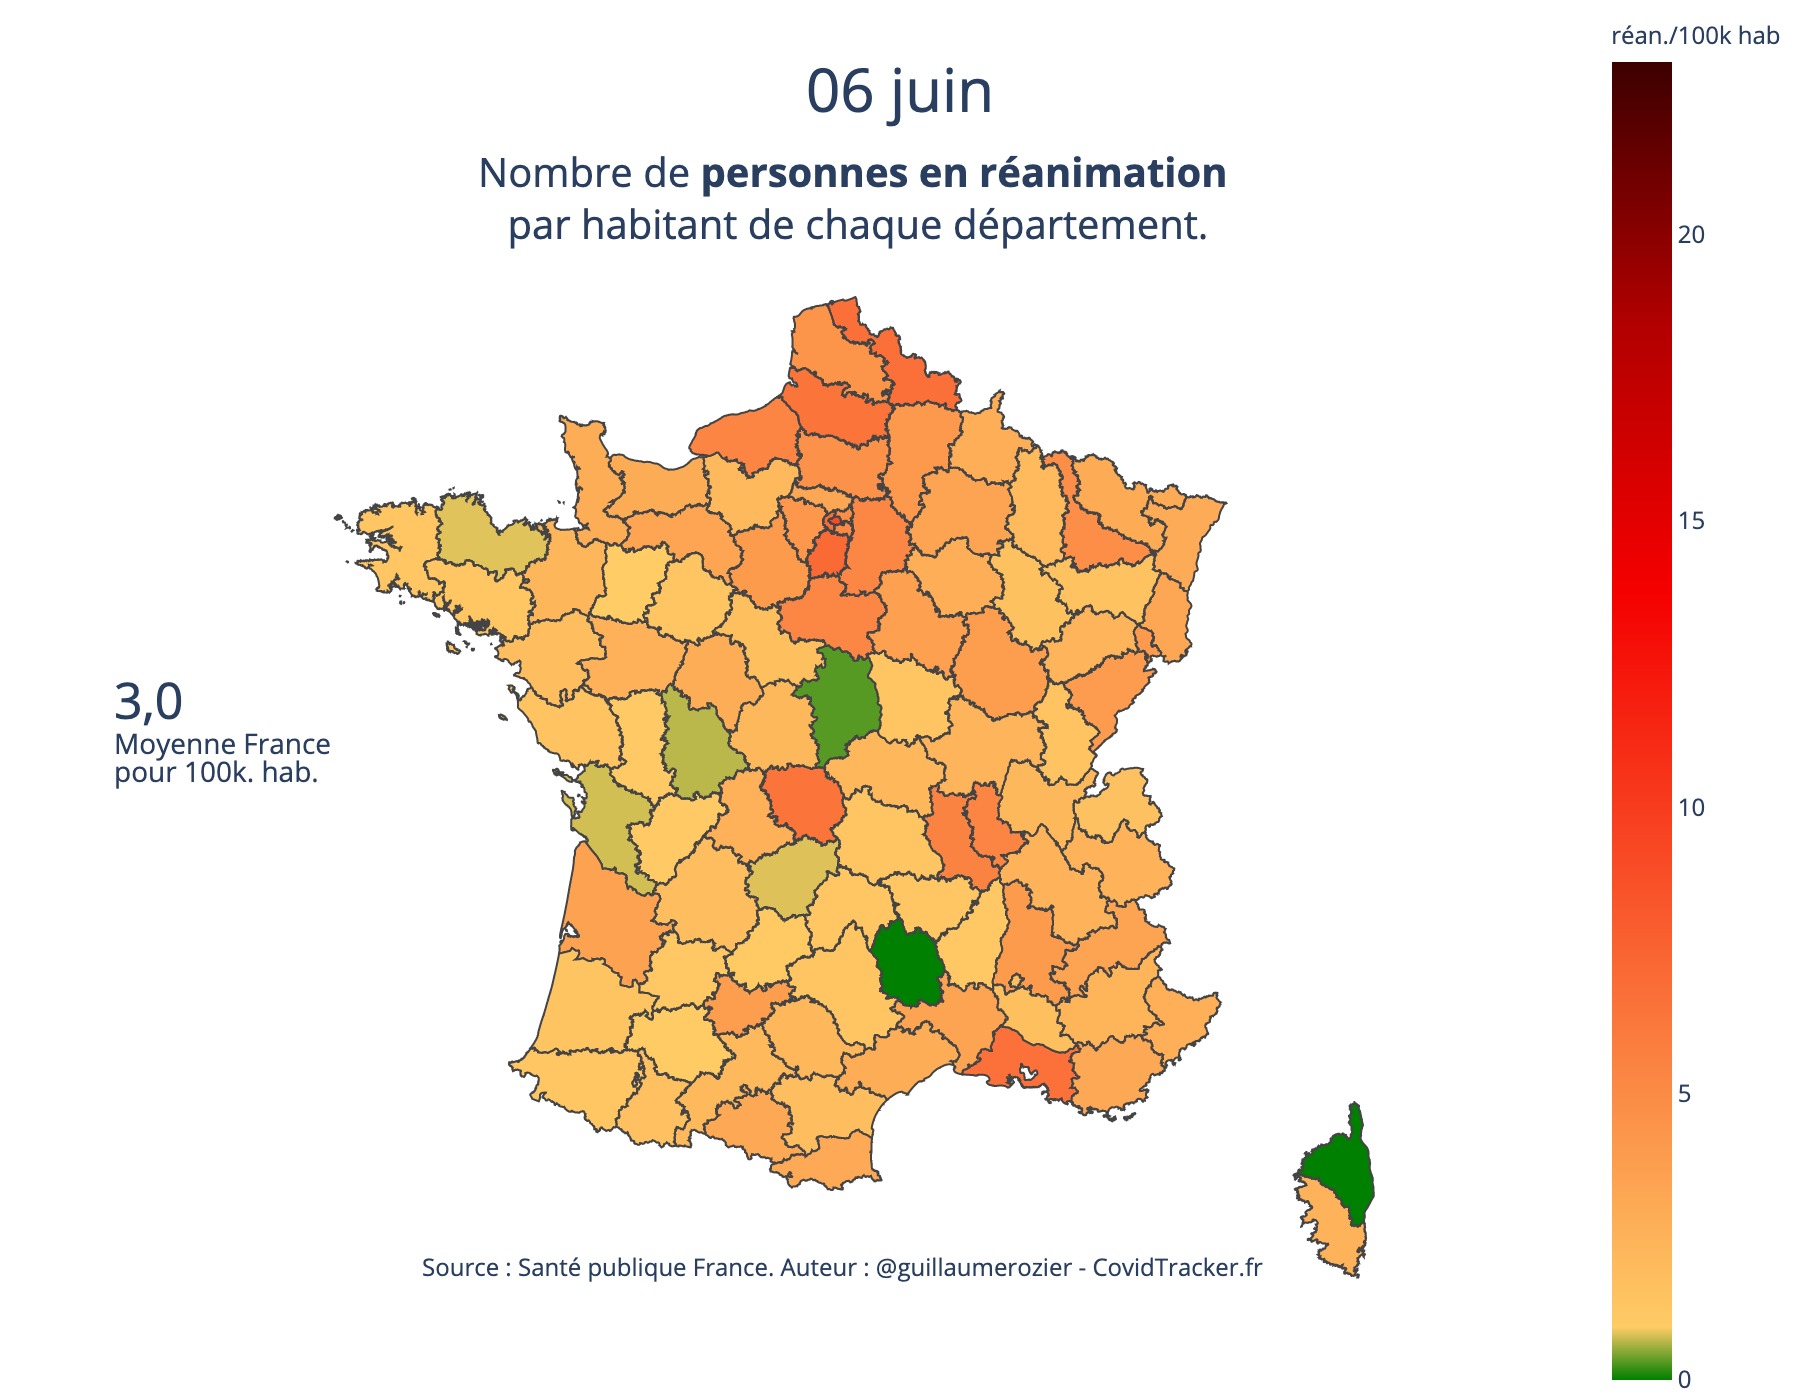 réan./100k hab
06 juin
Nombre de personnes en réanimation
par habitant de chaque département.
20
15
3,0
Moyenne France
pour 100k. hab.
10
5
Source : Santé publique France. Auteur : @guillaumerozier - CovidTracker.fr
0